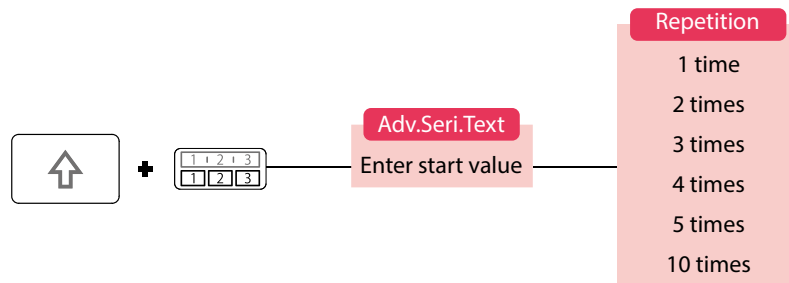 Repetition
1 time
2 times
3 times
4 times
5 times
10 times
Adv.Seri.Text
Enter start value
1 2 3
1 2 3